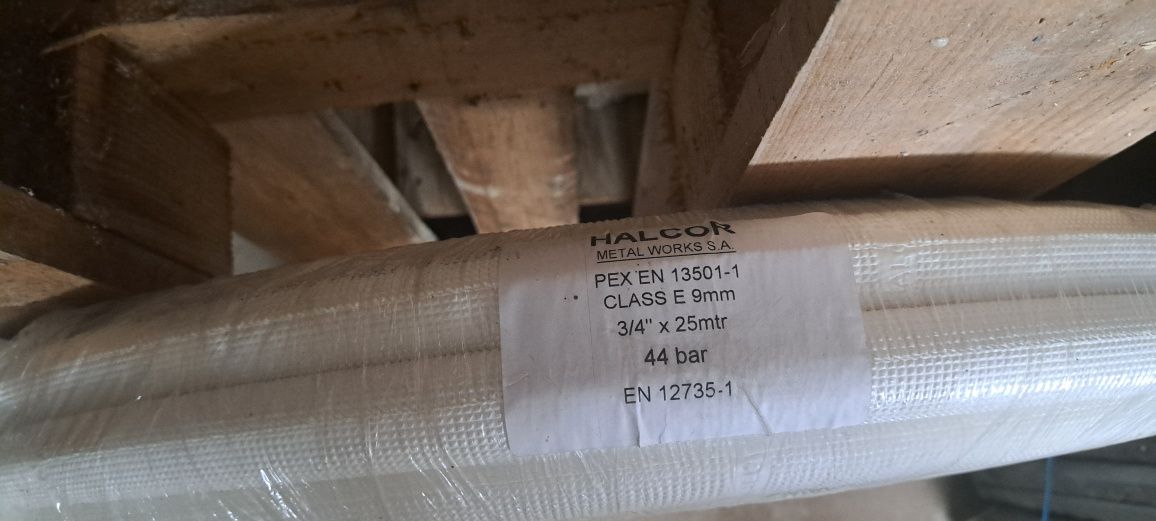 HALCOR
METAL WORKS S.A.
PEX EN 13501-1
CLASS E 9mm
3/4" x 25mtr
44 bar
EN 12735-1